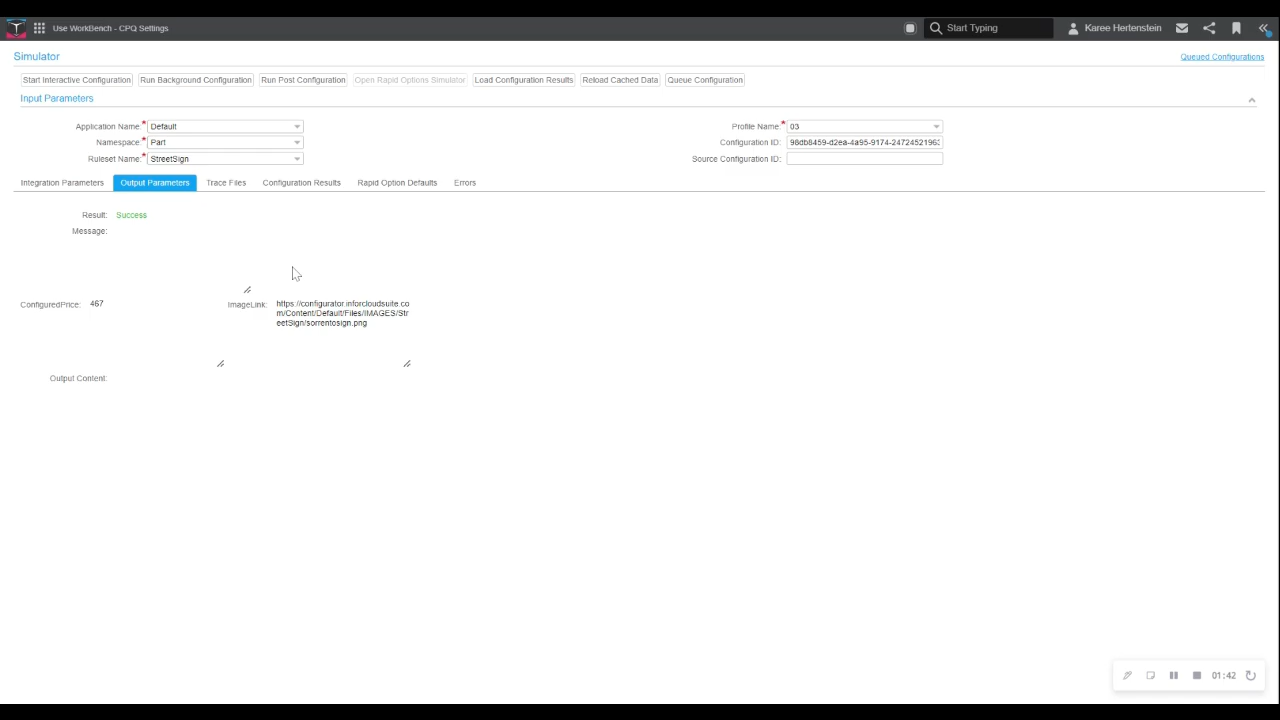 Use WorkBench - CPQ Settings
Start Typing
Karee Hertenstein
Simulator
Queued Configurations
Start Interactive Configuration Run Background Configuration Run Post Configuration Open Rapid Options Simulator Load Configuration Results Reload Cached Data Queue Configuration
Input Parameters
Application Name:* Default
Profile Name:* 03
Namespace:* Part
Configuration ID: 98db8459-d2ea-4a95-9174-24724521963
Ruleset Name:* StreetSign
Source Configuration ID:
Integration Parameters Output Parameters Trace Files Configuration Results Rapid Option Defaults Errors
Result: Success
Message:
ConfiguredPrice: 467
ImageLink: https://configurator.inforcloudsuite.co
m/Content/Default/Files/IMAGES/Str
eetSign/sorrentosign.png
Output Content:
01:42